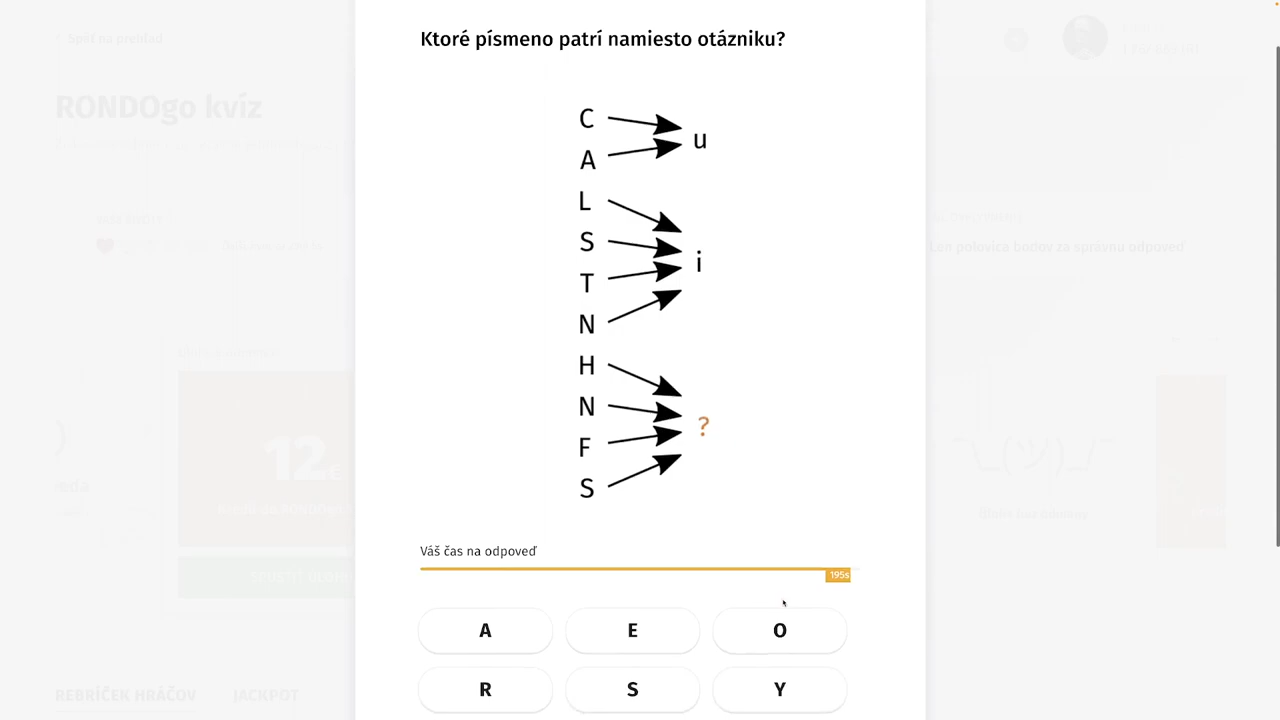 Späť na prehľad
Ktoré písmeno patrí namiesto otázniku?
RONDOgo kvíz
C
A
u
L
S
T
N
i
H
N
F
S
?
Len polovica bodov za správnu odpoveď
12€
Váš čas na odpoveď
195s
A
E
O
R
S
Y
REBRÍČEK HRÁČOV
JACKPOT